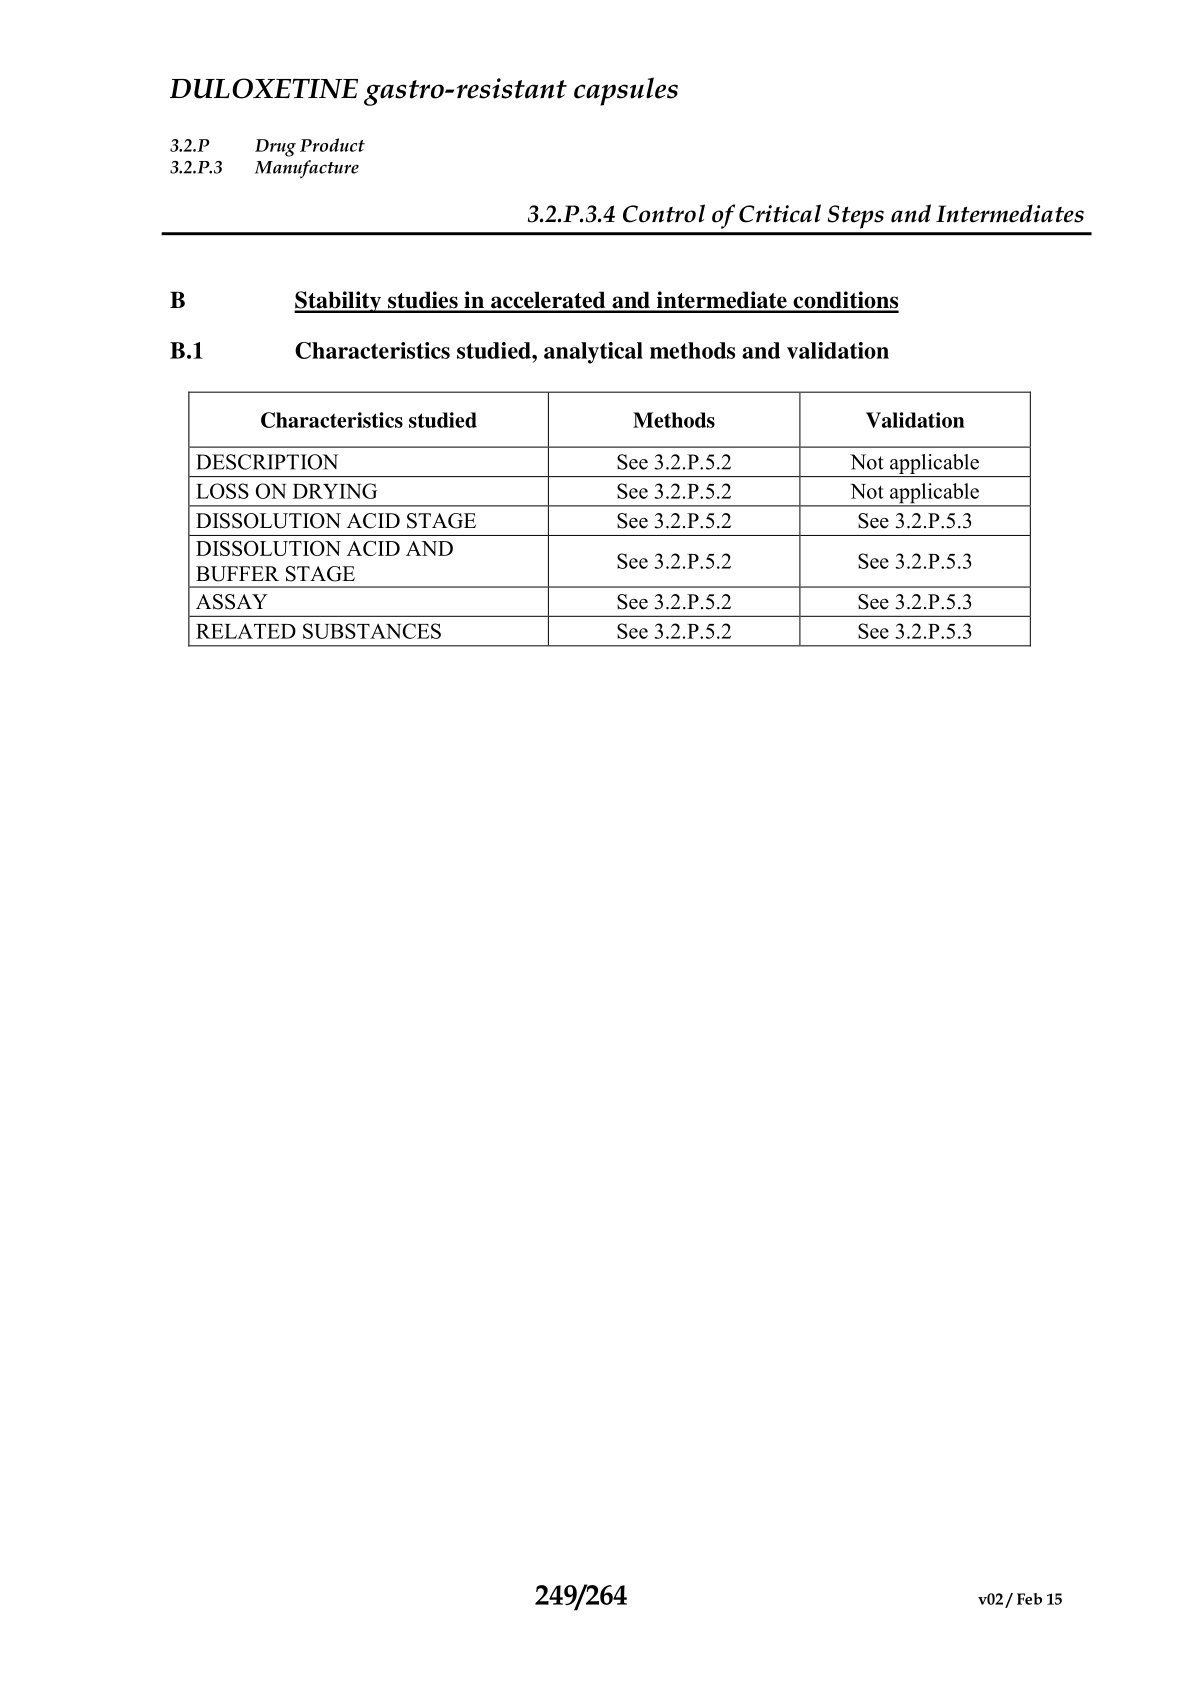 DULOXETINE gastro-resistant capsules
3.2.P Drug Product
3.2.P.3 Manufacture
3.2.P.3.4 Control of Critical Steps and Intermediates
B Stability studies in accelerated and intermediate conditions
B.1 Characteristics studied, analytical methods and validation
Characteristics studied Methods Validation
DESCRIPTION See 3.2.P.5.2 Not applicable
LOSS ON DRYING See 3.2.P.5.2 Not applicable
DISSOLUTION ACID STAGE See 3.2.P.5.2 See 3.2.P.5.3
DISSOLUTION ACID AND
BUFFER STAGE See 3.2.P.5.2 See 3.2.P.5.3
ASSAY See 3.2.P.5.2 See 3.2.P.5.3
RELATED SUBSTANCES See 3.2.P.5.2 See 3.2.P.5.3
249/264 v02 / Feb 15